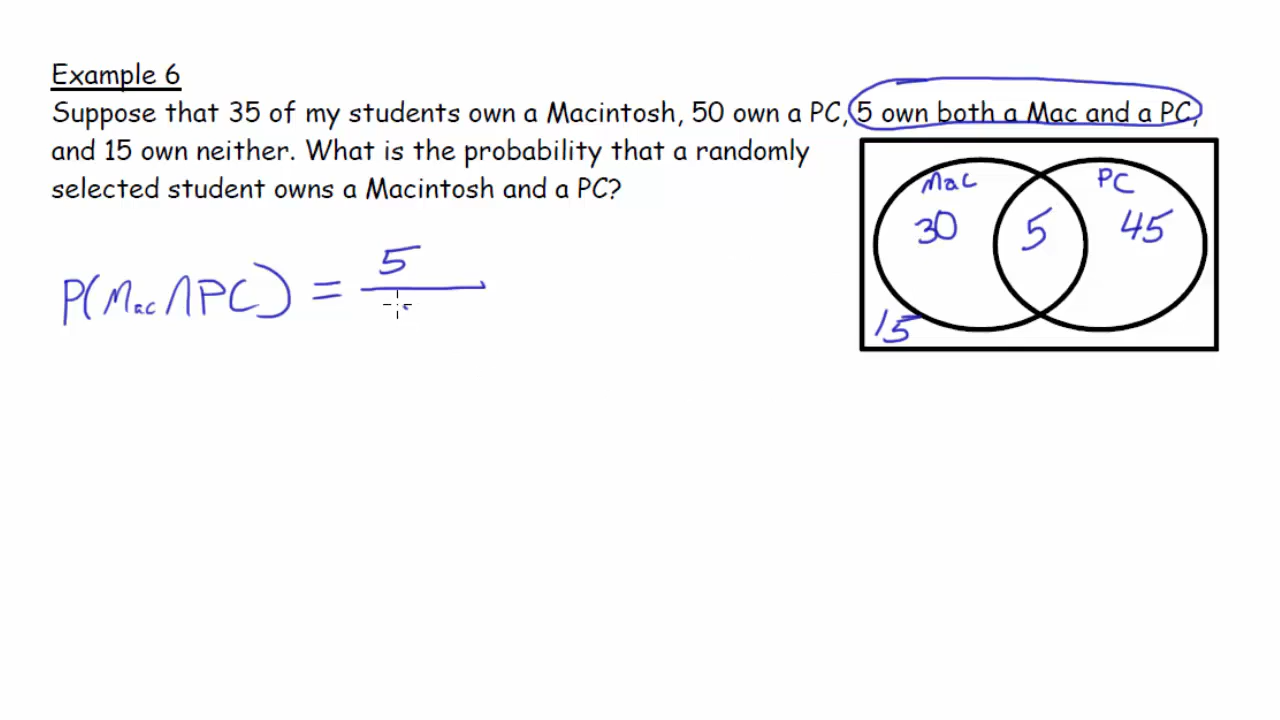 Example 6
Suppose that 35 of my students own a Macintosh, 50 own a PC, 5 own both a Mac and a PC,
and 15 own neither. What is the probability that a randomly
selected student owns a Macintosh and a PC?
Mac PC
30 5 45
15
P(Mac ∩ PC) = 5